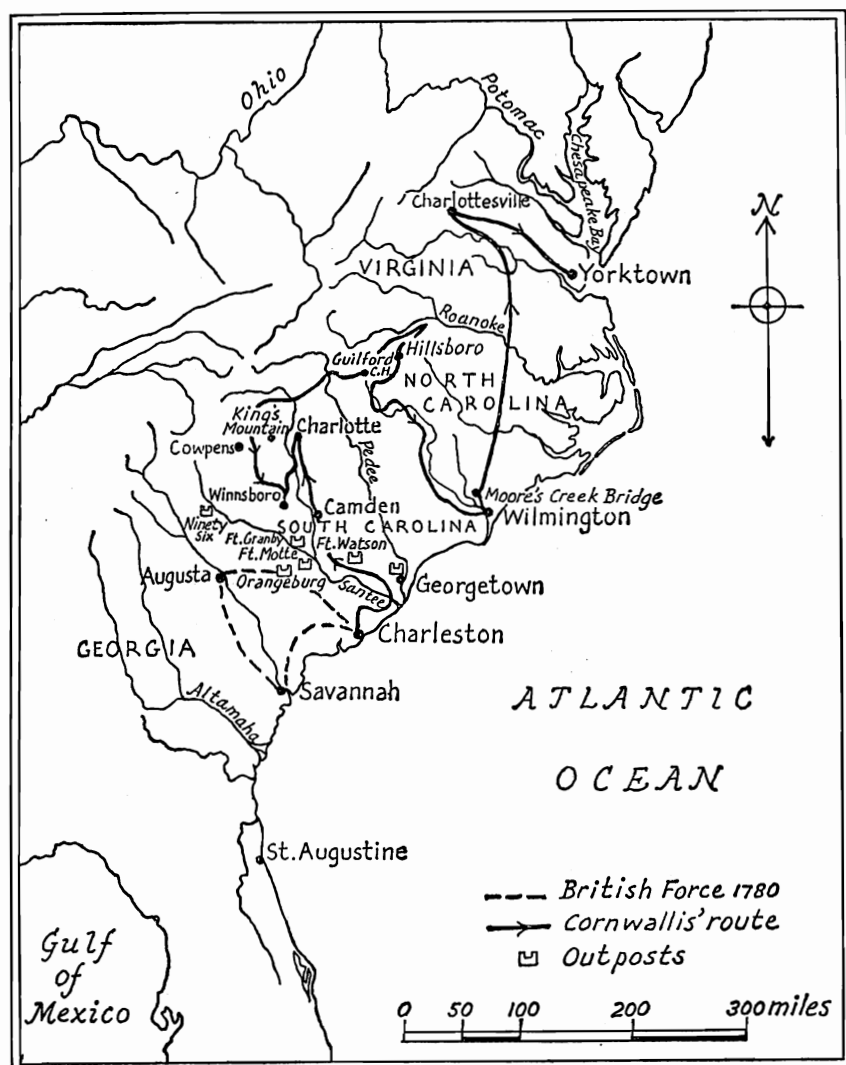 Ohio
Potomac
Chesapeake Bay
Charlottesville
N
VIRGINIA
Yorktown
Roanoke
Hillsboro
Guilford
C.H.
NORTH
CAROLINA
King's
Mountain
Charlotte
Cowpens
Pedee
Winnsboro
Moore's Creek Bridge
Camden
Wilmington
Ninety
Six
SOUTH CAROLINA
Ft. Granby
Ft. Watson
Ft. Motte
Augusta
Orangeburg
Santee
Georgetown
Charleston
GEORGIA
Savannah
Altamaha
ATLANTIC
OCEAN
St. Augustine
British Force 1780
Cornwallis' route
Outposts
Gulf
of
Mexico
0 50 100 200 300 miles